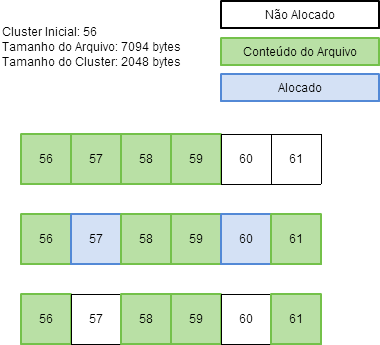 Não Alocado
Cluster Inicial: 56
Tamanho do Arquivo: 7094 bytes
Tamanho do Cluster: 2048 bytes
Conteúdo do Arquivo
Alocado
56 57 58 59 60 61
56 57 58 59 60 61
56 57 58 59 60 61